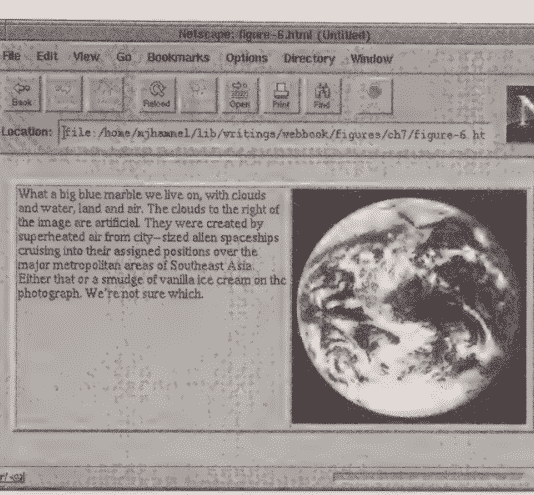 Netscape: figure-6.html (Untitled)
File Edit View Go Bookmarks Options Directory Window
Back Reload Open Print Find
N
Location: file:/home/mjhammel/lib/writings/webbook/figures/ch7/figure-6.ht
What a big blue marble we live on, with clouds
and water, land and air. The clouds to the right of
the image are artificial. They were created by
superheated air from city-sized alien spaceships
cruising into their assigned positions over the
major metropolitan areas of Southeast Asia.
Either that or a smudge of vanilla ice cream on the
photograph. We're not sure which.